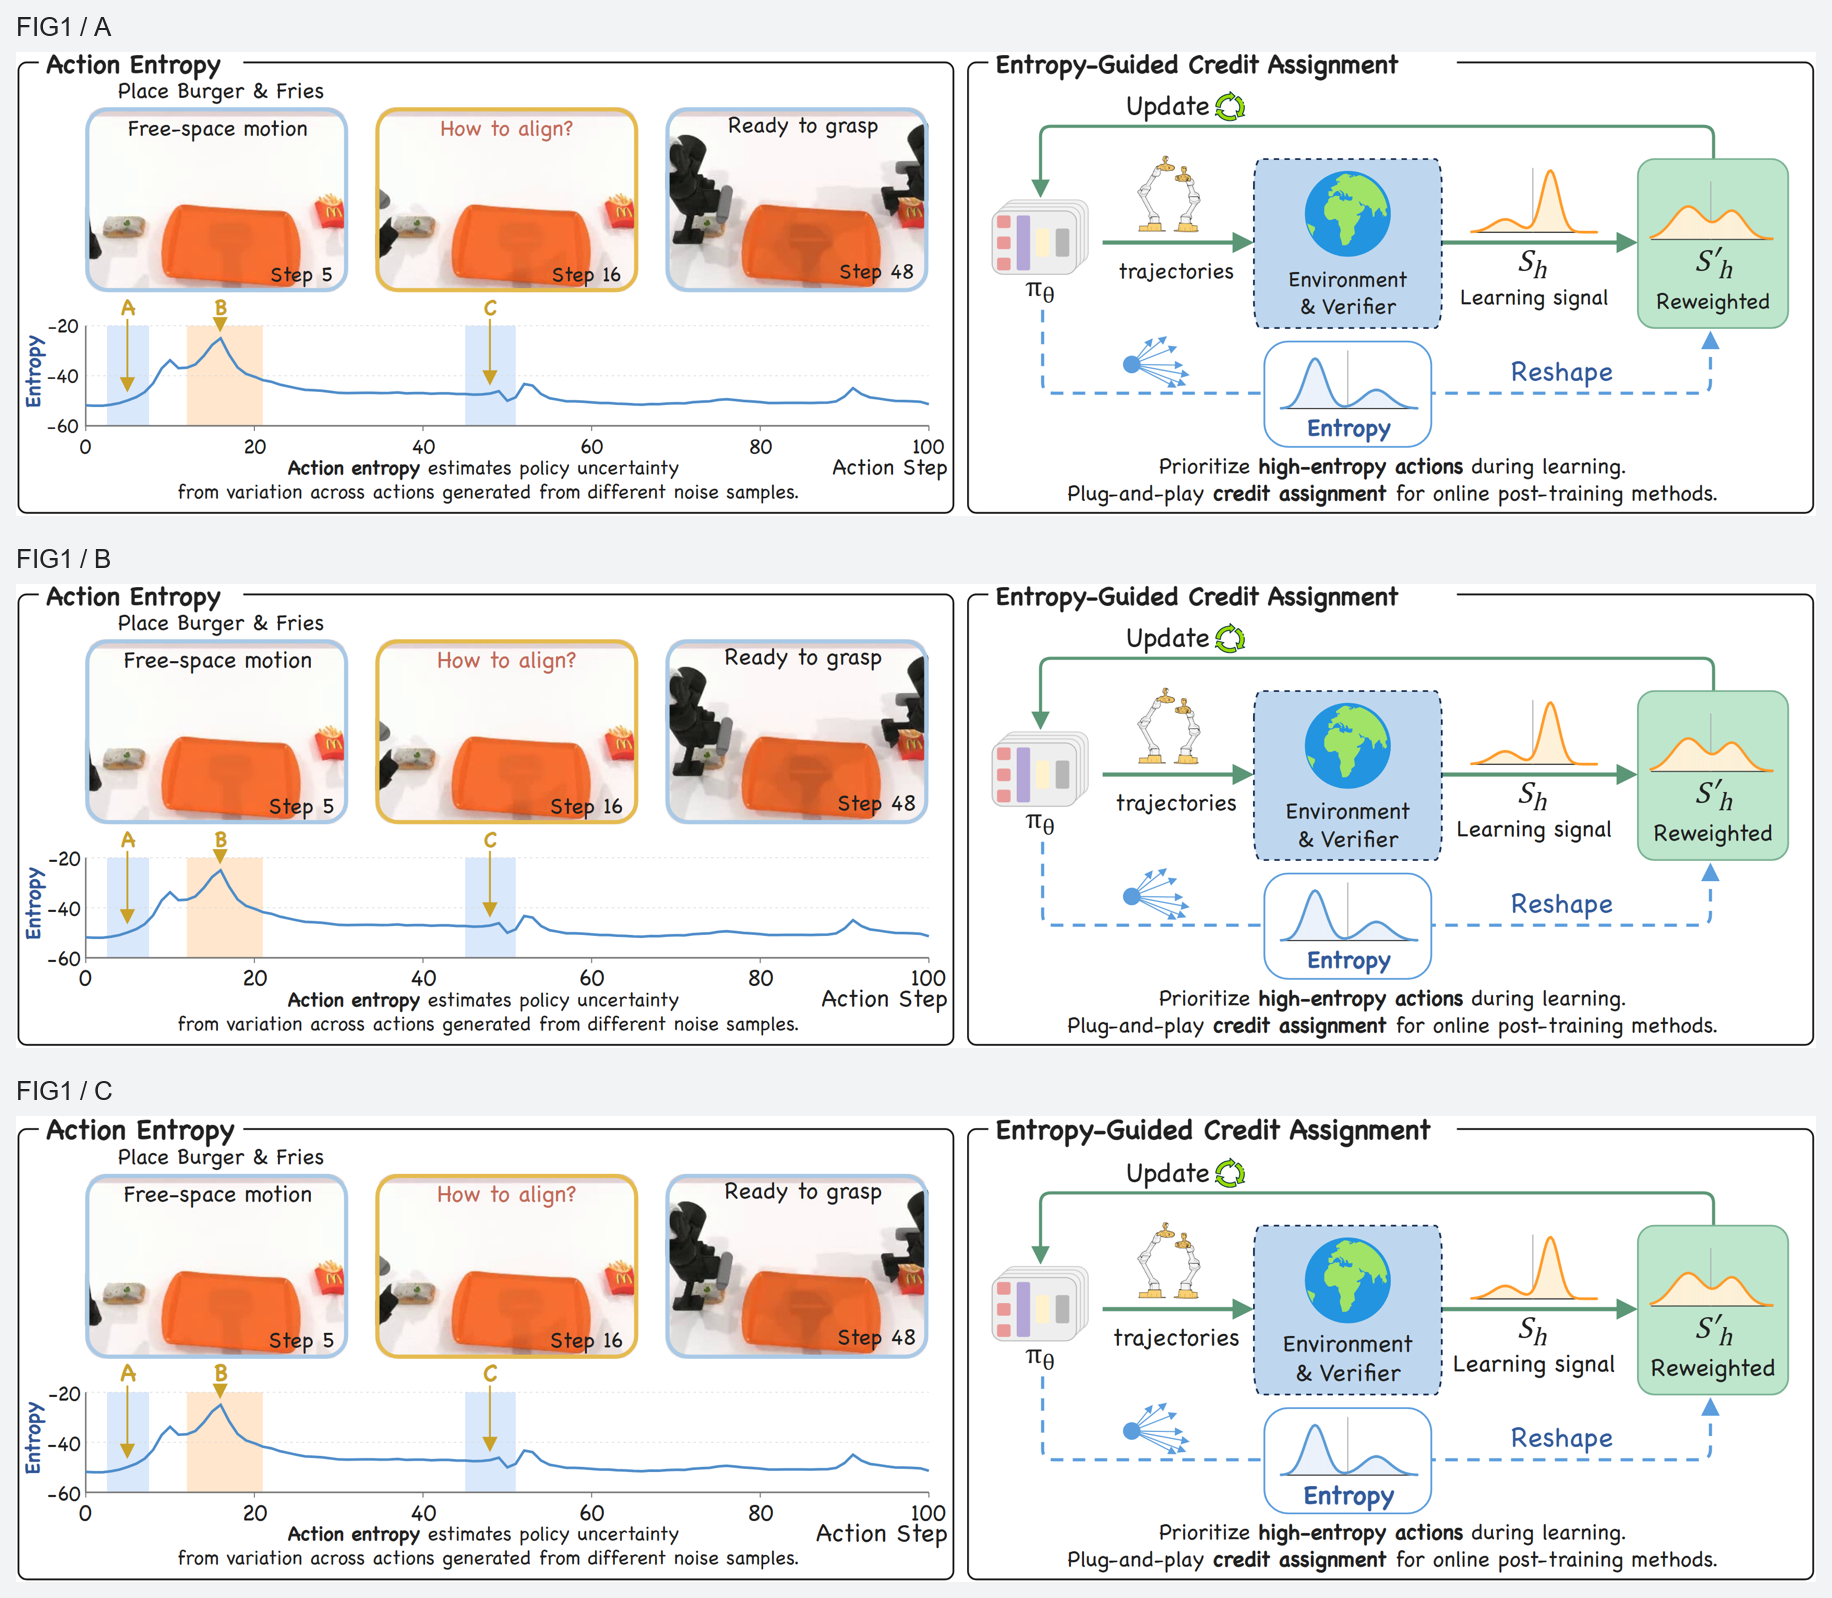 FIG1 / A
Action Entropy
Place Burger & Fries
Free-space motion
How to align?
Ready to grasp
Step 5
Step 16
Step 48
A
B
C
Entropy
-20
-40
-60
0
20
40
60
80
100
Action entropy estimates policy uncertainty
Action Step
from variation across actions generated from different noise samples.
Entropy-Guided Credit Assignment
Update
πθ
trajectories
Environment
& Verifier
Sh
Learning signal
S′h
Reweighted
Reshape
Entropy
Prioritize high-entropy actions during learning.
Plug-and-play credit assignment for online post-training methods.
FIG1 / B
Action Entropy
Place Burger & Fries
Free-space motion
How to align?
Ready to grasp
Step 5
Step 16
Step 48
A
B
C
Entropy
-20
-40
-60
0
20
40
60
80
100
Action entropy estimates policy uncertainty
Action Step
from variation across actions generated from different noise samples.
Entropy-Guided Credit Assignment
Update
πθ
trajectories
Environment
& Verifier
Sh
Learning signal
S′h
Reweighted
Reshape
Entropy
Prioritize high-entropy actions during learning.
Plug-and-play credit assignment for online post-training methods.
FIG1 / C
Action Entropy
Place Burger & Fries
Free-space motion
How to align?
Ready to grasp
Step 5
Step 16
Step 48
A
B
C
Entropy
-20
-40
-60
0
20
40
60
80
100
Action entropy estimates policy uncertainty
Action Step
from variation across actions generated from different noise samples.
Entropy-Guided Credit Assignment
Update
πθ
trajectories
Environment
& Verifier
Sh
Learning signal
S′h
Reweighted
Reshape
Entropy
Prioritize high-entropy actions during learning.
Plug-and-play credit assignment for online post-training methods.